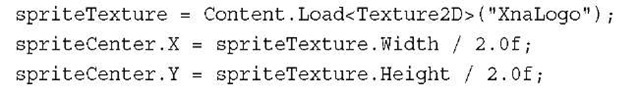 spriteTexture = Content.Load<Texture2D>("XnaLogo");
spriteCenter.X = spriteTexture.Width / 2.0f;
spriteCenter.Y = spriteTexture.Height / 2.0f;